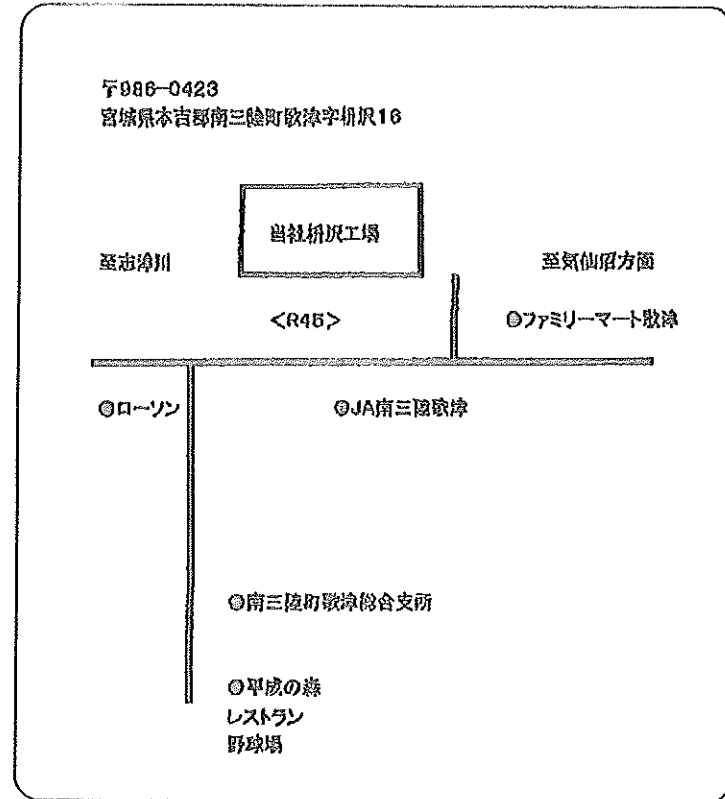 〒986-0423
宮城県本吉郡南三陸町歌津字枡沢16
当社枡沢工場
至志津川
至気仙沼方面
<R45>
◎ファミリーマート歌津
◎ローソン
◎JA南三陸歌津
◎南三陸町歌津総合支所
◎平成の森
レストラン
野球場